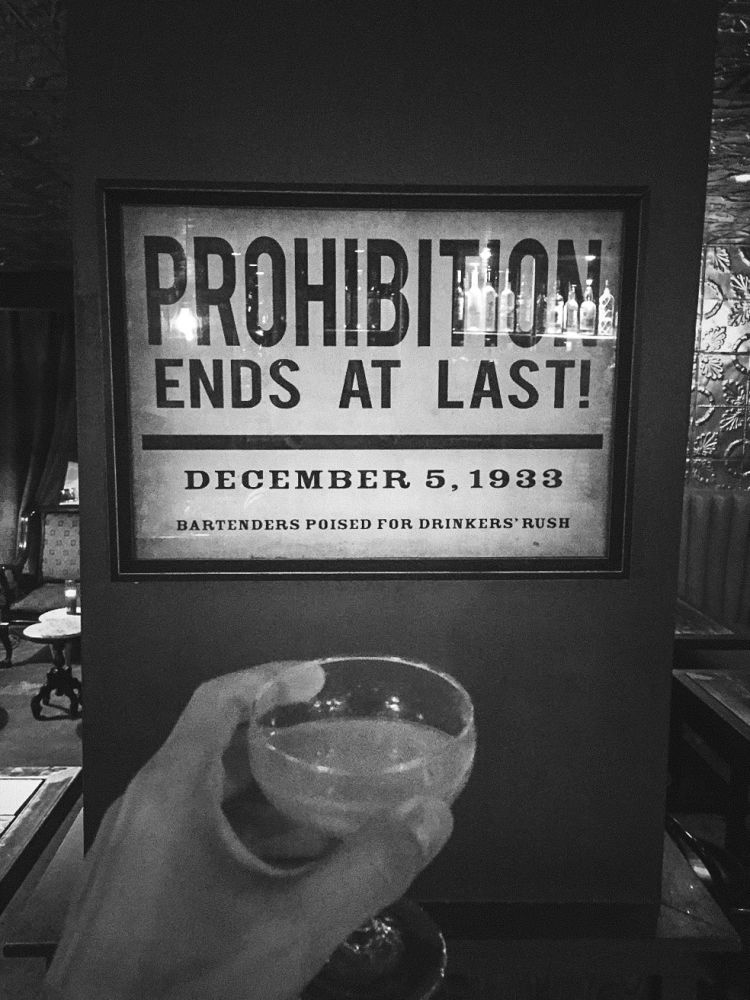 PROHIBITION
ENDS AT LAST!
DECEMBER 5, 1933
BARTENDERS POISED FOR DRINKERS' RUSH